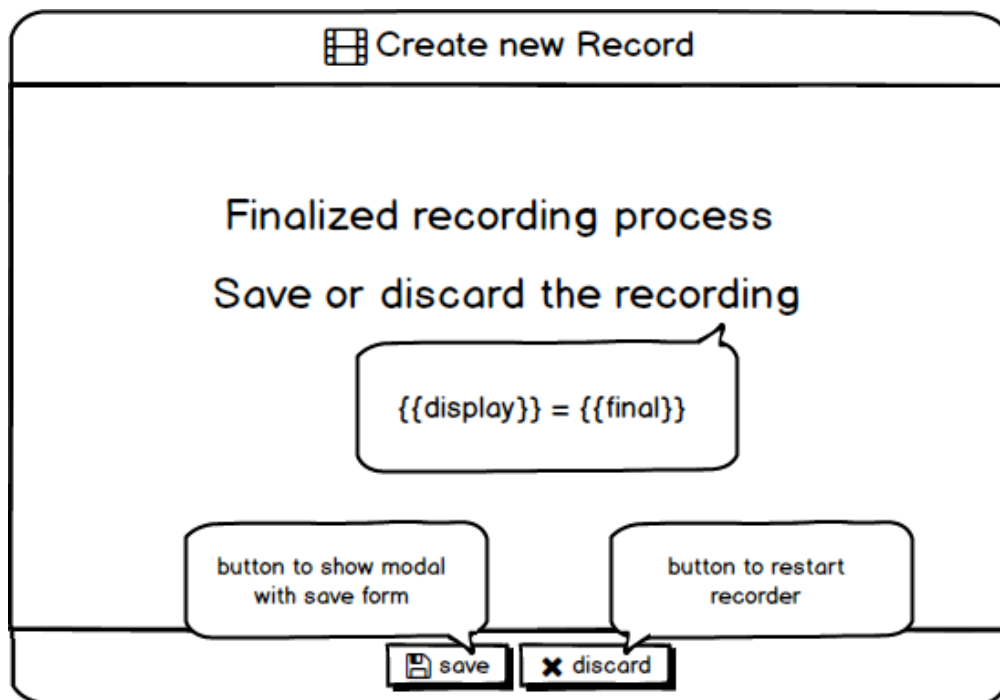 Create new Record
Finalized recording process
Save or discard the recording
{{display}} = {{final}}
button to show modal
with save form
button to restart
recorder
save
discard